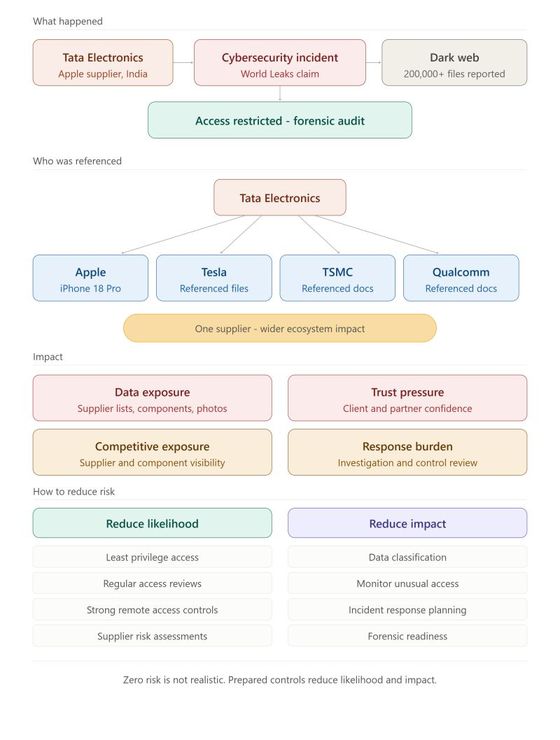 What happened
Tata Electronics
Apple supplier, India
Cybersecurity incident
World Leaks claim
Dark web
200,000+ files reported
Access restricted - forensic audit
Who was referenced
Tata Electronics
Apple
iPhone 18 Pro
Tesla
Referenced files
TSMC
Referenced docs
Qualcomm
Referenced docs
One supplier - wider ecosystem impact
Impact
Data exposure
Supplier lists, components, photos
Trust pressure
Client and partner confidence
Competitive exposure
Supplier and component visibility
Response burden
Investigation and control review
How to reduce risk
Reduce likelihood
Reduce impact
Least privilege access
Data classification
Regular access reviews
Monitor unusual access
Strong remote access controls
Incident response planning
Supplier risk assessments
Forensic readiness
Zero risk is not realistic. Prepared controls reduce likelihood and impact.